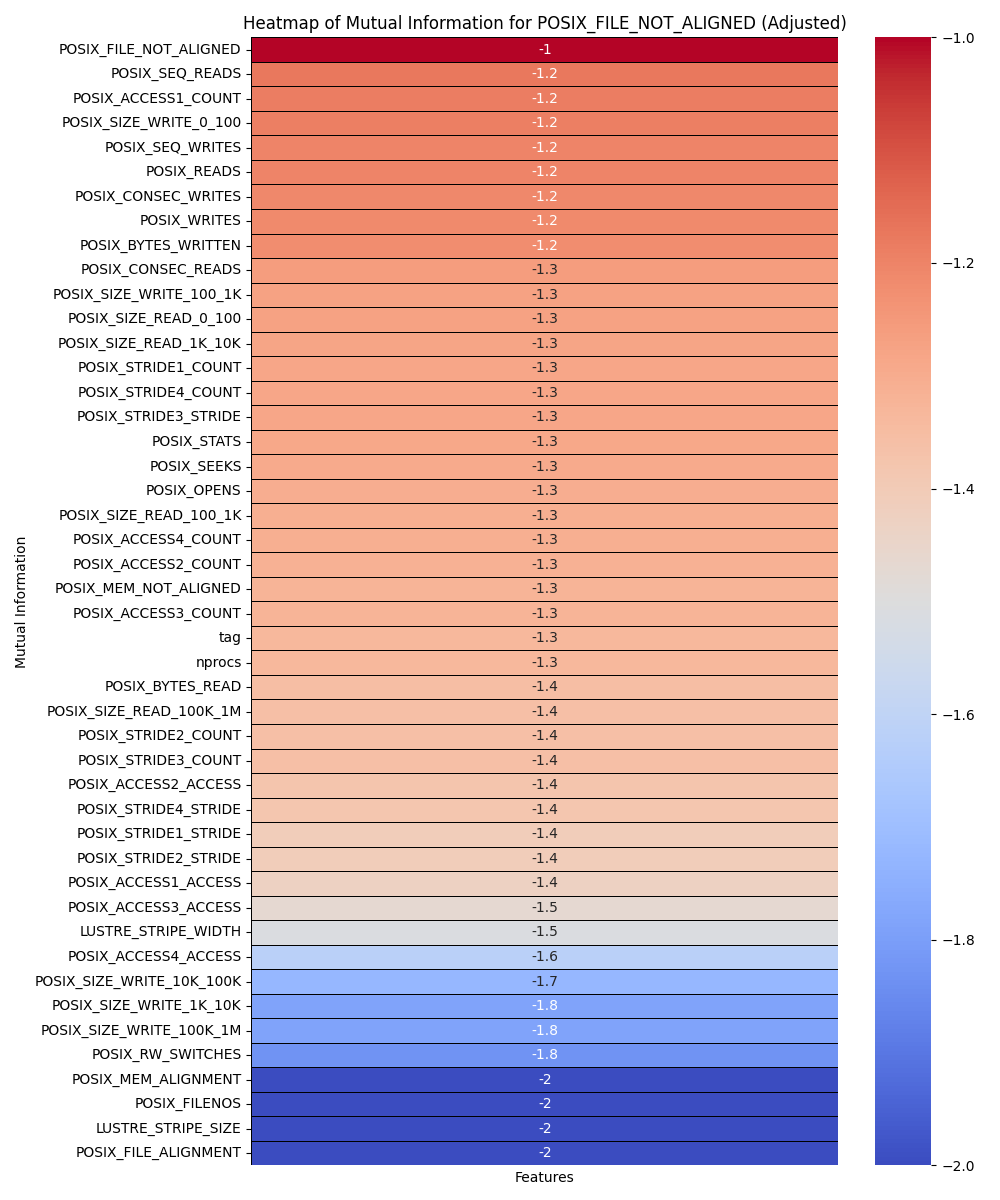 Heatmap of Mutual Information for POSIX_FILE_NOT_ALIGNED (Adjusted)
POSIX_FILE_NOT_ALIGNED -1
POSIX_SEQ_READS -1.2
POSIX_ACCESS1_COUNT -1.2
POSIX_SIZE_WRITE_0_100 -1.2
POSIX_SEQ_WRITES -1.2
POSIX_READS -1.2
POSIX_CONSEC_WRITES -1.2
POSIX_WRITES -1.2
POSIX_BYTES_WRITTEN -1.2
POSIX_CONSEC_READS -1.3
POSIX_SIZE_WRITE_100_1K -1.3
POSIX_SIZE_READ_0_100 -1.3
POSIX_SIZE_READ_1K_10K -1.3
POSIX_STRIDE1_COUNT -1.3
POSIX_STRIDE4_COUNT -1.3
POSIX_STRIDE3_STRIDE -1.3
POSIX_STATS -1.3
POSIX_SEEKS -1.3
POSIX_OPENS -1.3
POSIX_SIZE_READ_100_1K -1.3
POSIX_ACCESS4_COUNT -1.3
POSIX_ACCESS2_COUNT -1.3
POSIX_MEM_NOT_ALIGNED -1.3
POSIX_ACCESS3_COUNT -1.3
tag -1.3
nprocs -1.3
POSIX_BYTES_READ -1.4
POSIX_SIZE_READ_100K_1M -1.4
POSIX_STRIDE2_COUNT -1.4
POSIX_STRIDE3_COUNT -1.4
POSIX_ACCESS2_ACCESS -1.4
POSIX_STRIDE4_STRIDE -1.4
POSIX_STRIDE1_STRIDE -1.4
POSIX_STRIDE2_STRIDE -1.4
POSIX_ACCESS1_ACCESS -1.4
POSIX_ACCESS3_ACCESS -1.5
LUSTRE_STRIPE_WIDTH -1.5
POSIX_ACCESS4_ACCESS -1.6
POSIX_SIZE_WRITE_10K_100K -1.7
POSIX_SIZE_WRITE_1K_10K -1.8
POSIX_SIZE_WRITE_100K_1M -1.8
POSIX_RW_SWITCHES -1.8
POSIX_MEM_ALIGNMENT -2
POSIX_FILENOS -2
LUSTRE_STRIPE_SIZE -2
POSIX_FILE_ALIGNMENT -2
Mutual Information
Features
−1.0
−1.2
−1.4
−1.6
−1.8
−2.0